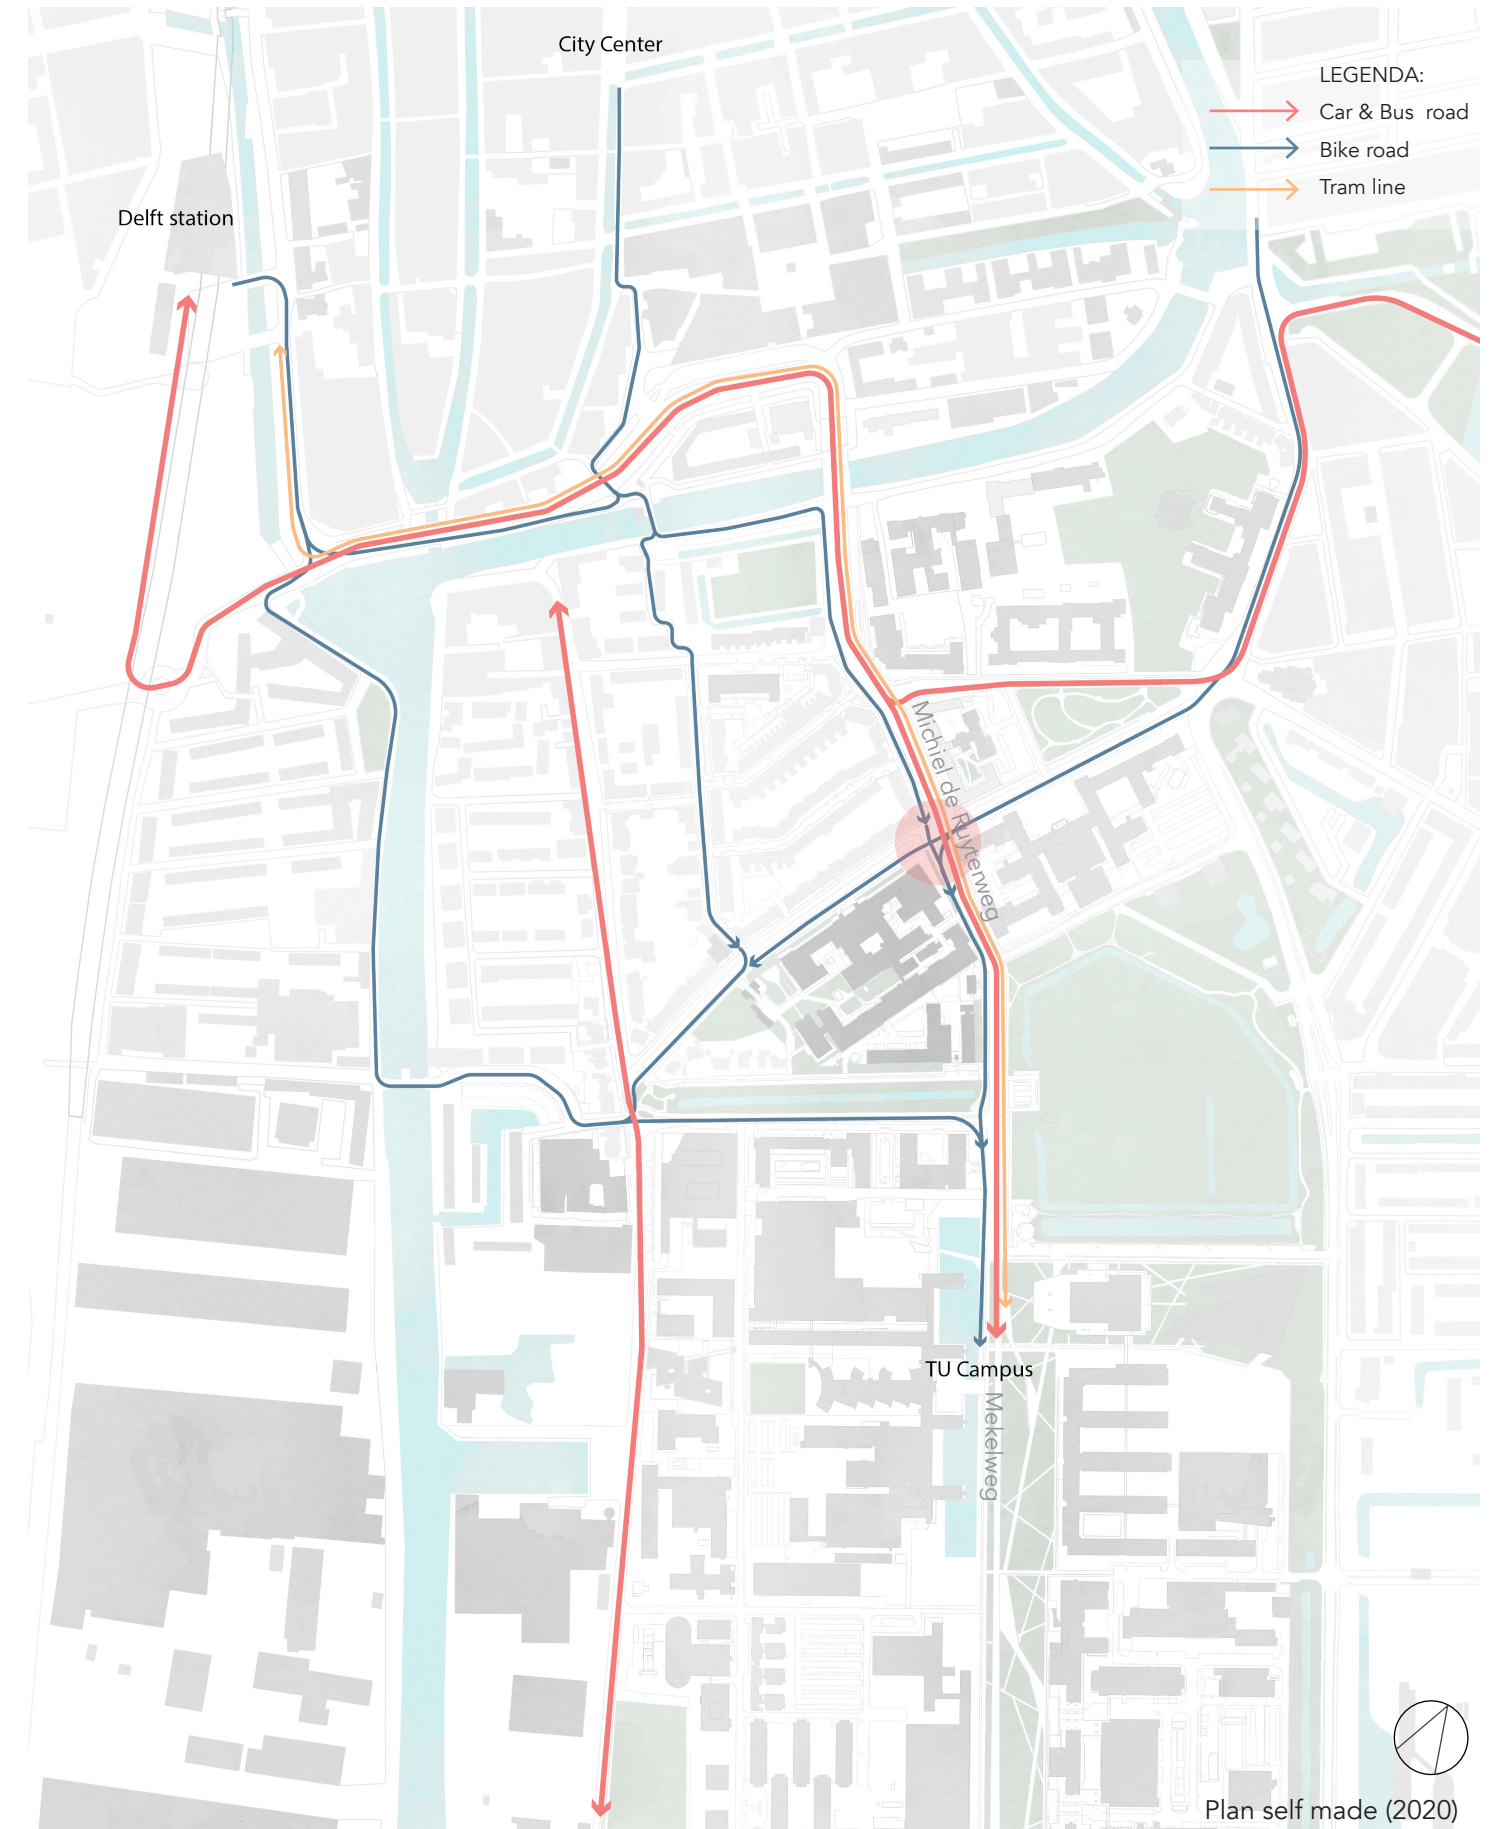 City Center
LEGENDA:
Car & Bus road
Bike road
Tram line
Delft station
Michiel de Ruyterweg
TU Campus
Mekelweg
Plan self made (2020)